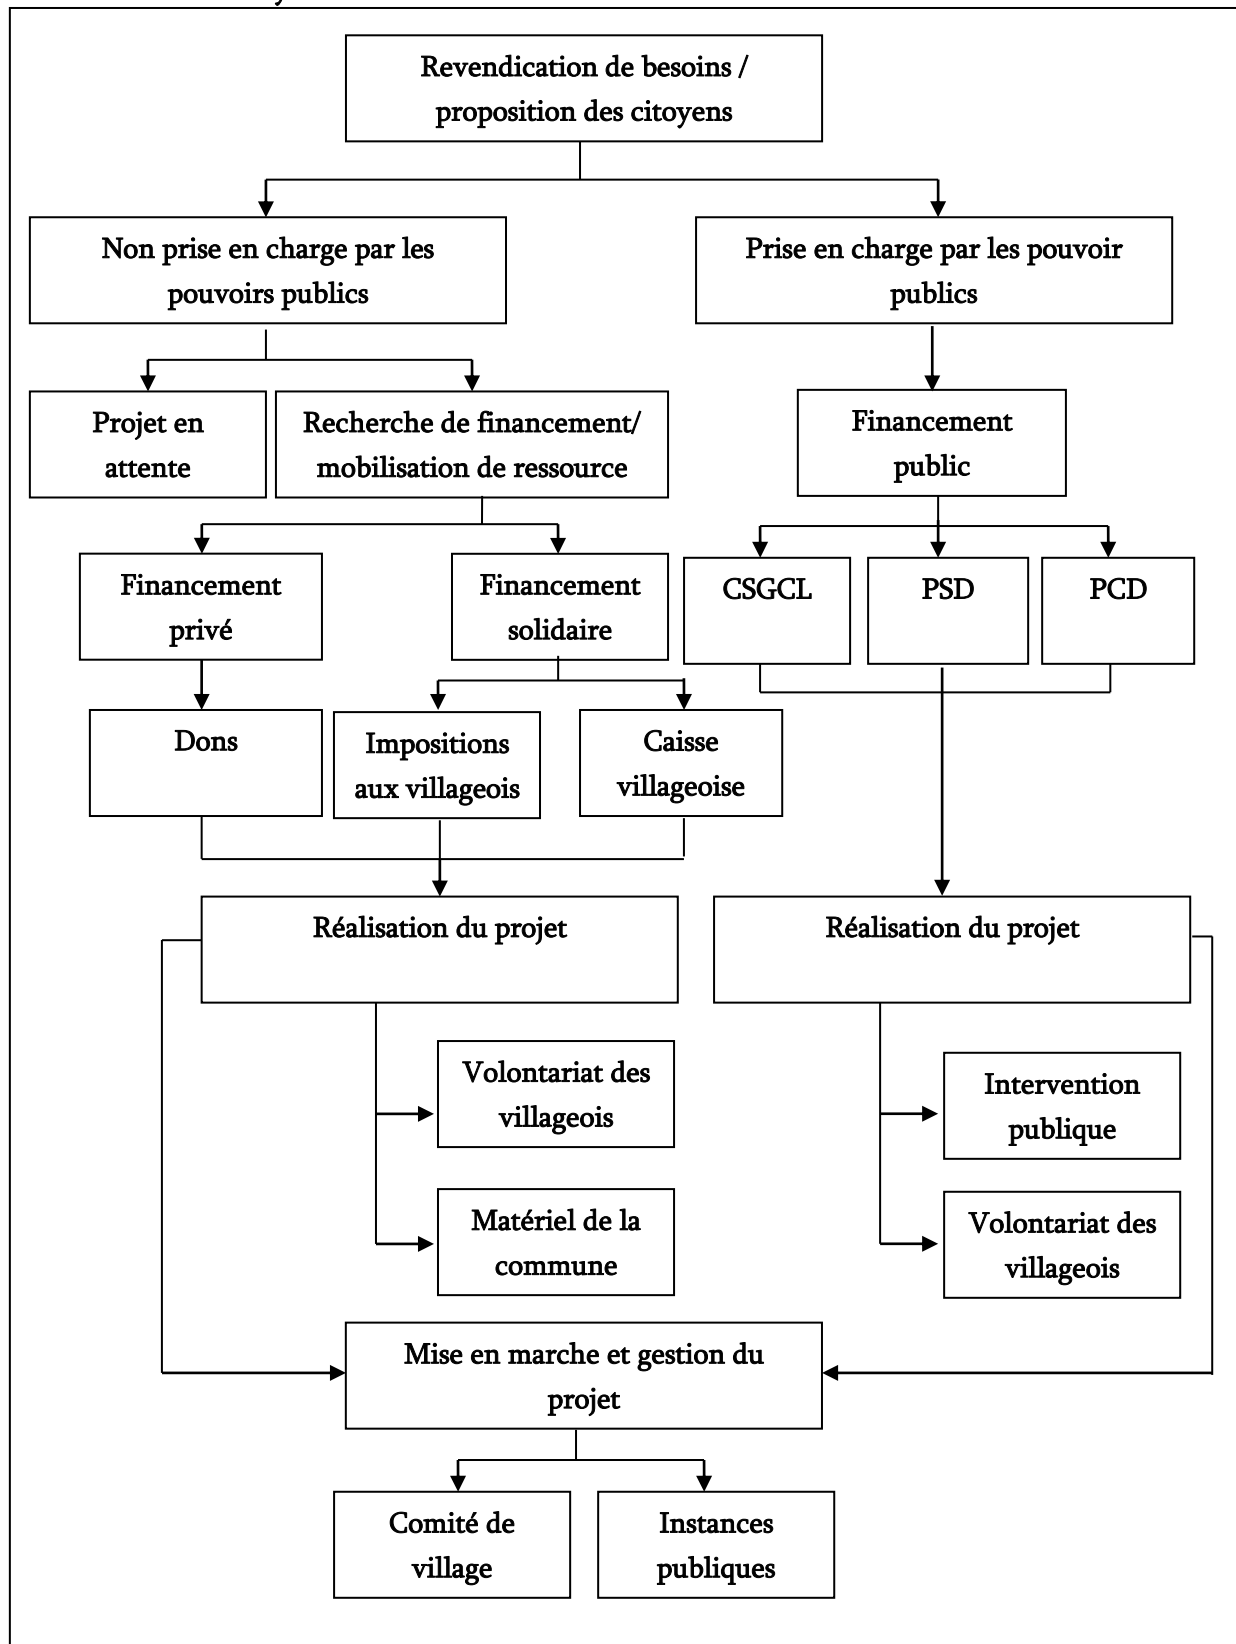 Revendication de besoins /
proposition des citoyens
Non prise en charge par les
pouvoirs publics
Prise en charge par les pouvoir
publics
Projet en
attente
Recherche de financement/
mobilisation de ressource
Financement
public
Financement
privé
Financement
solidaire
CSGCL
PSD
PCD
Dons
Impositions
aux villageois
Caisse
villageoise
Réalisation du projet
Réalisation du projet
Volontariat des
villageois
Matériel de la
commune
Intervention
publique
Volontariat des
villageois
Mise en marche et gestion du
projet
Comité de
village
Instances
publiques